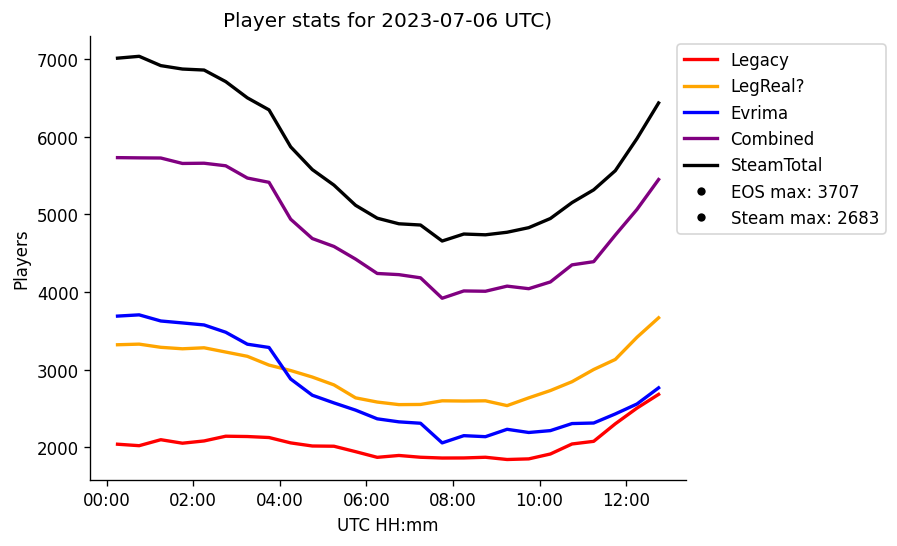 Player stats for 2023-07-06 UTC)
Players
7000
6000
5000
4000
3000
2000
00:00 02:00 04:00 06:00 08:00 10:00 12:00
UTC HH:mm
Legacy
LegReal?
Evrima
Combined
SteamTotal
EOS max: 3707
Steam max: 2683